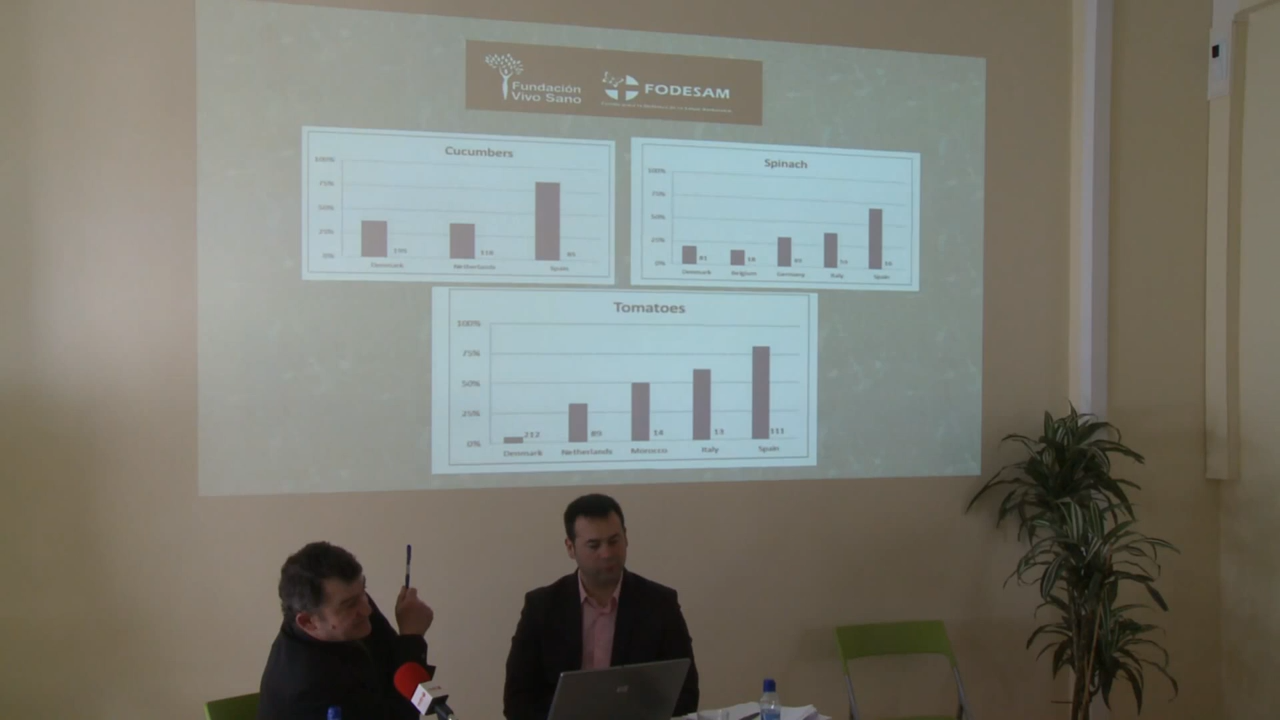 Fundación
Vivo Sano
FODESAM
Cucumbers
100%
75%
50%
25%
0%
Denmark
Netherlands
Spain
Spinach
100%
75%
50%
25%
0%
Denmark
Belgium
Germany
Italy
Spain
Tomatoes
100%
75%
50%
25%
0%
212
89
14
13
111
Denmark
Netherlands
Morocco
Italy
Spain
hp